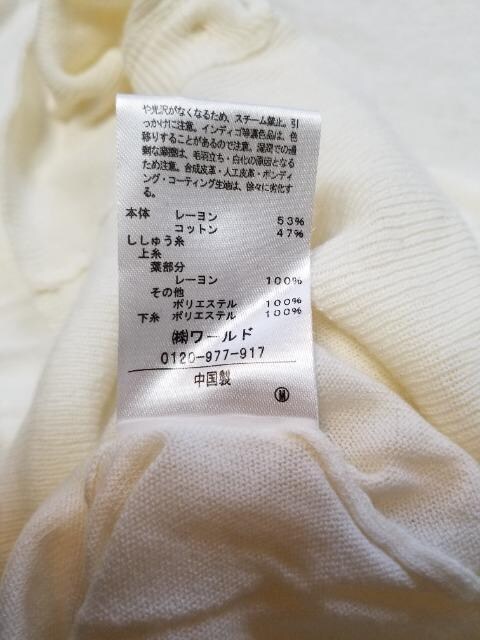 や光沢がなくなるため、スチーム禁止。引
っかけに注意。インディゴ等濃色品は、色
移りすることがあるので注意。湿潤での過
剰な摩擦は、毛羽立ち・白化の原因となる
ため注意。合成皮革・人工皮革・ボンディ
ング・コーティング生地は、徐々に劣化す
る。
本体 レーヨン 53%
コットン 47%
ししゅう糸
上糸
葉部分
レーヨン 100%
その他
ポリエステル 100%
下糸 ポリエステル 100%
㈱ワールド
0120-977-917
中国製
Ⓜ